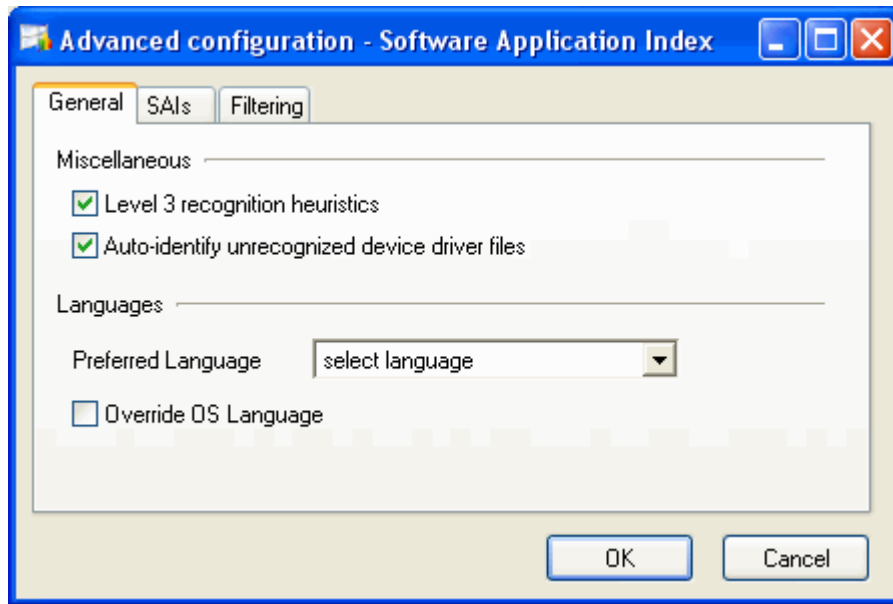 Advanced configuration - Software Application Index
General SAIs Filtering
Miscellaneous
Level 3 recognition heuristics
Auto-identify unrecognized device driver files
Languages
Preferred Language select language
Override OS Language
OK Cancel